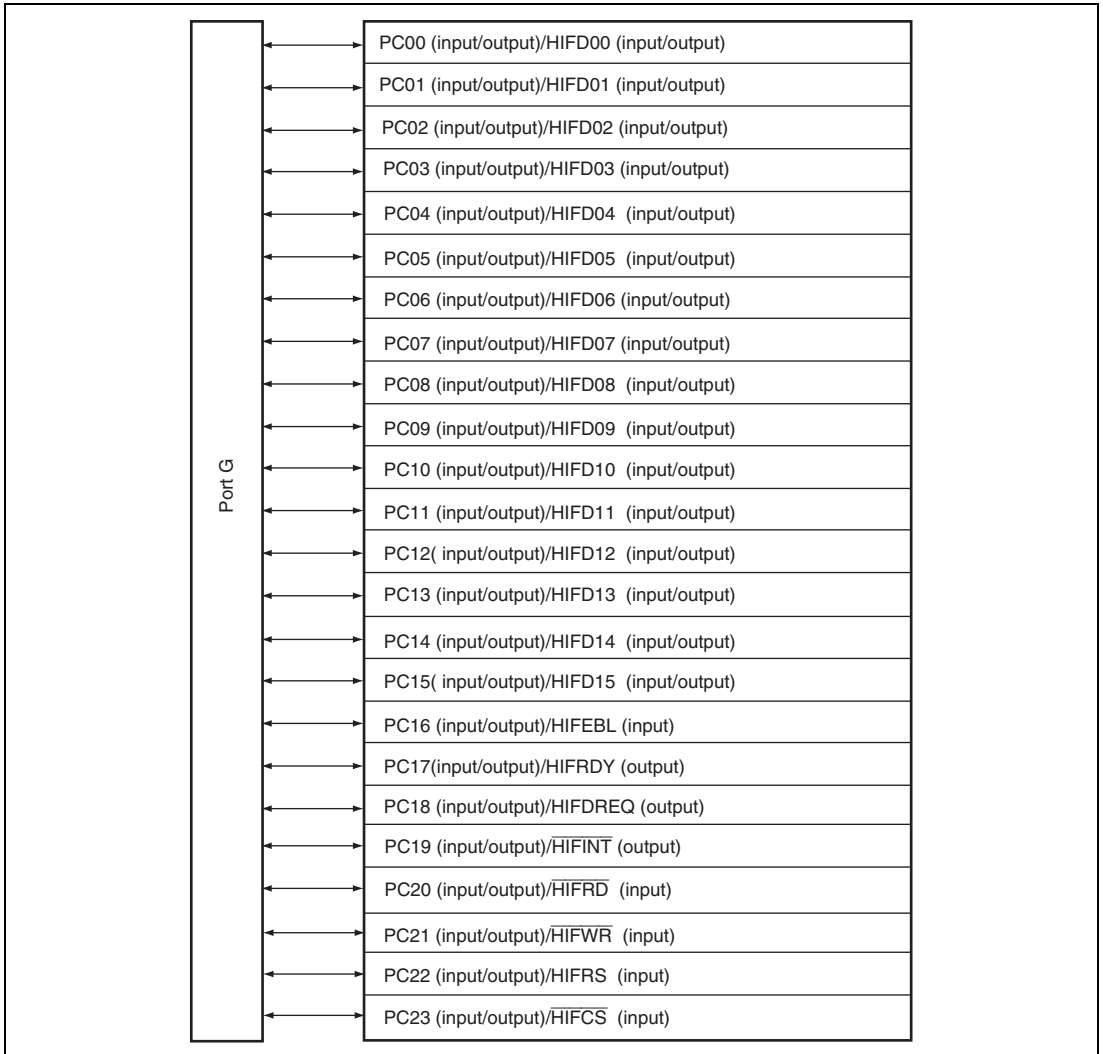 Port G
PC00 (input/output)/HIFD00 (input/output)
PC01 (input/output)/HIFD01 (input/output)
PC02 (input/output)/HIFD02 (input/output)
PC03 (input/output)/HIFD03 (input/output)
PC04 (input/output)/HIFD04 (input/output)
PC05 (input/output)/HIFD05 (input/output)
PC06 (input/output)/HIFD06 (input/output)
PC07 (input/output)/HIFD07 (input/output)
PC08 (input/output)/HIFD08 (input/output)
PC09 (input/output)/HIFD09 (input/output)
PC10 (input/output)/HIFD10 (input/output)
PC11 (input/output)/HIFD11 (input/output)
PC12( input/output)/HIFD12 (input/output)
PC13 (input/output)/HIFD13 (input/output)
PC14 (input/output)/HIFD14 (input/output)
PC15( input/output)/HIFD15 (input/output)
PC16 (input/output)/HIFEBL (input)
PC17(input/output)/HIFRDY (output)
PC18 (input/output)/HIFDREQ (output)
PC19 (input/output)/H̅I̅F̅I̅N̅T̅ (output)
PC20 (input/output)/H̅I̅F̅R̅D̅ (input)
PC21 (input/output)/H̅I̅F̅W̅R̅ (input)
PC22 (input/output)/HIFRS (input)
PC23 (input/output)/H̅I̅F̅C̅S̅ (input)